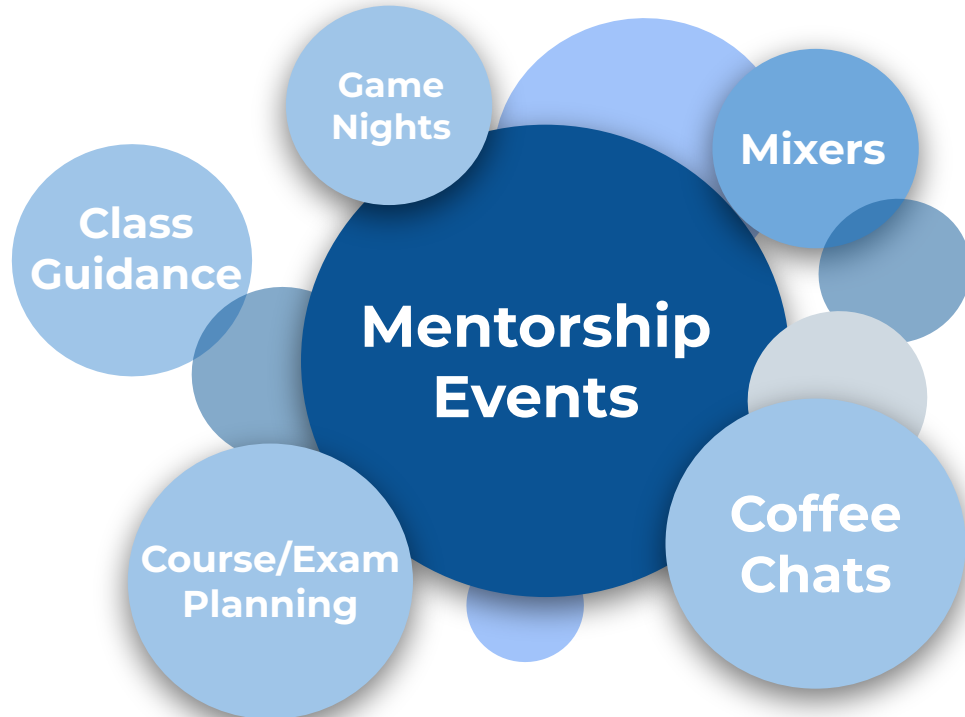 Game
Nights
Mixers
Class
Guidance
Mentorship
Events
Coffee
Chats
Course/Exam
Planning